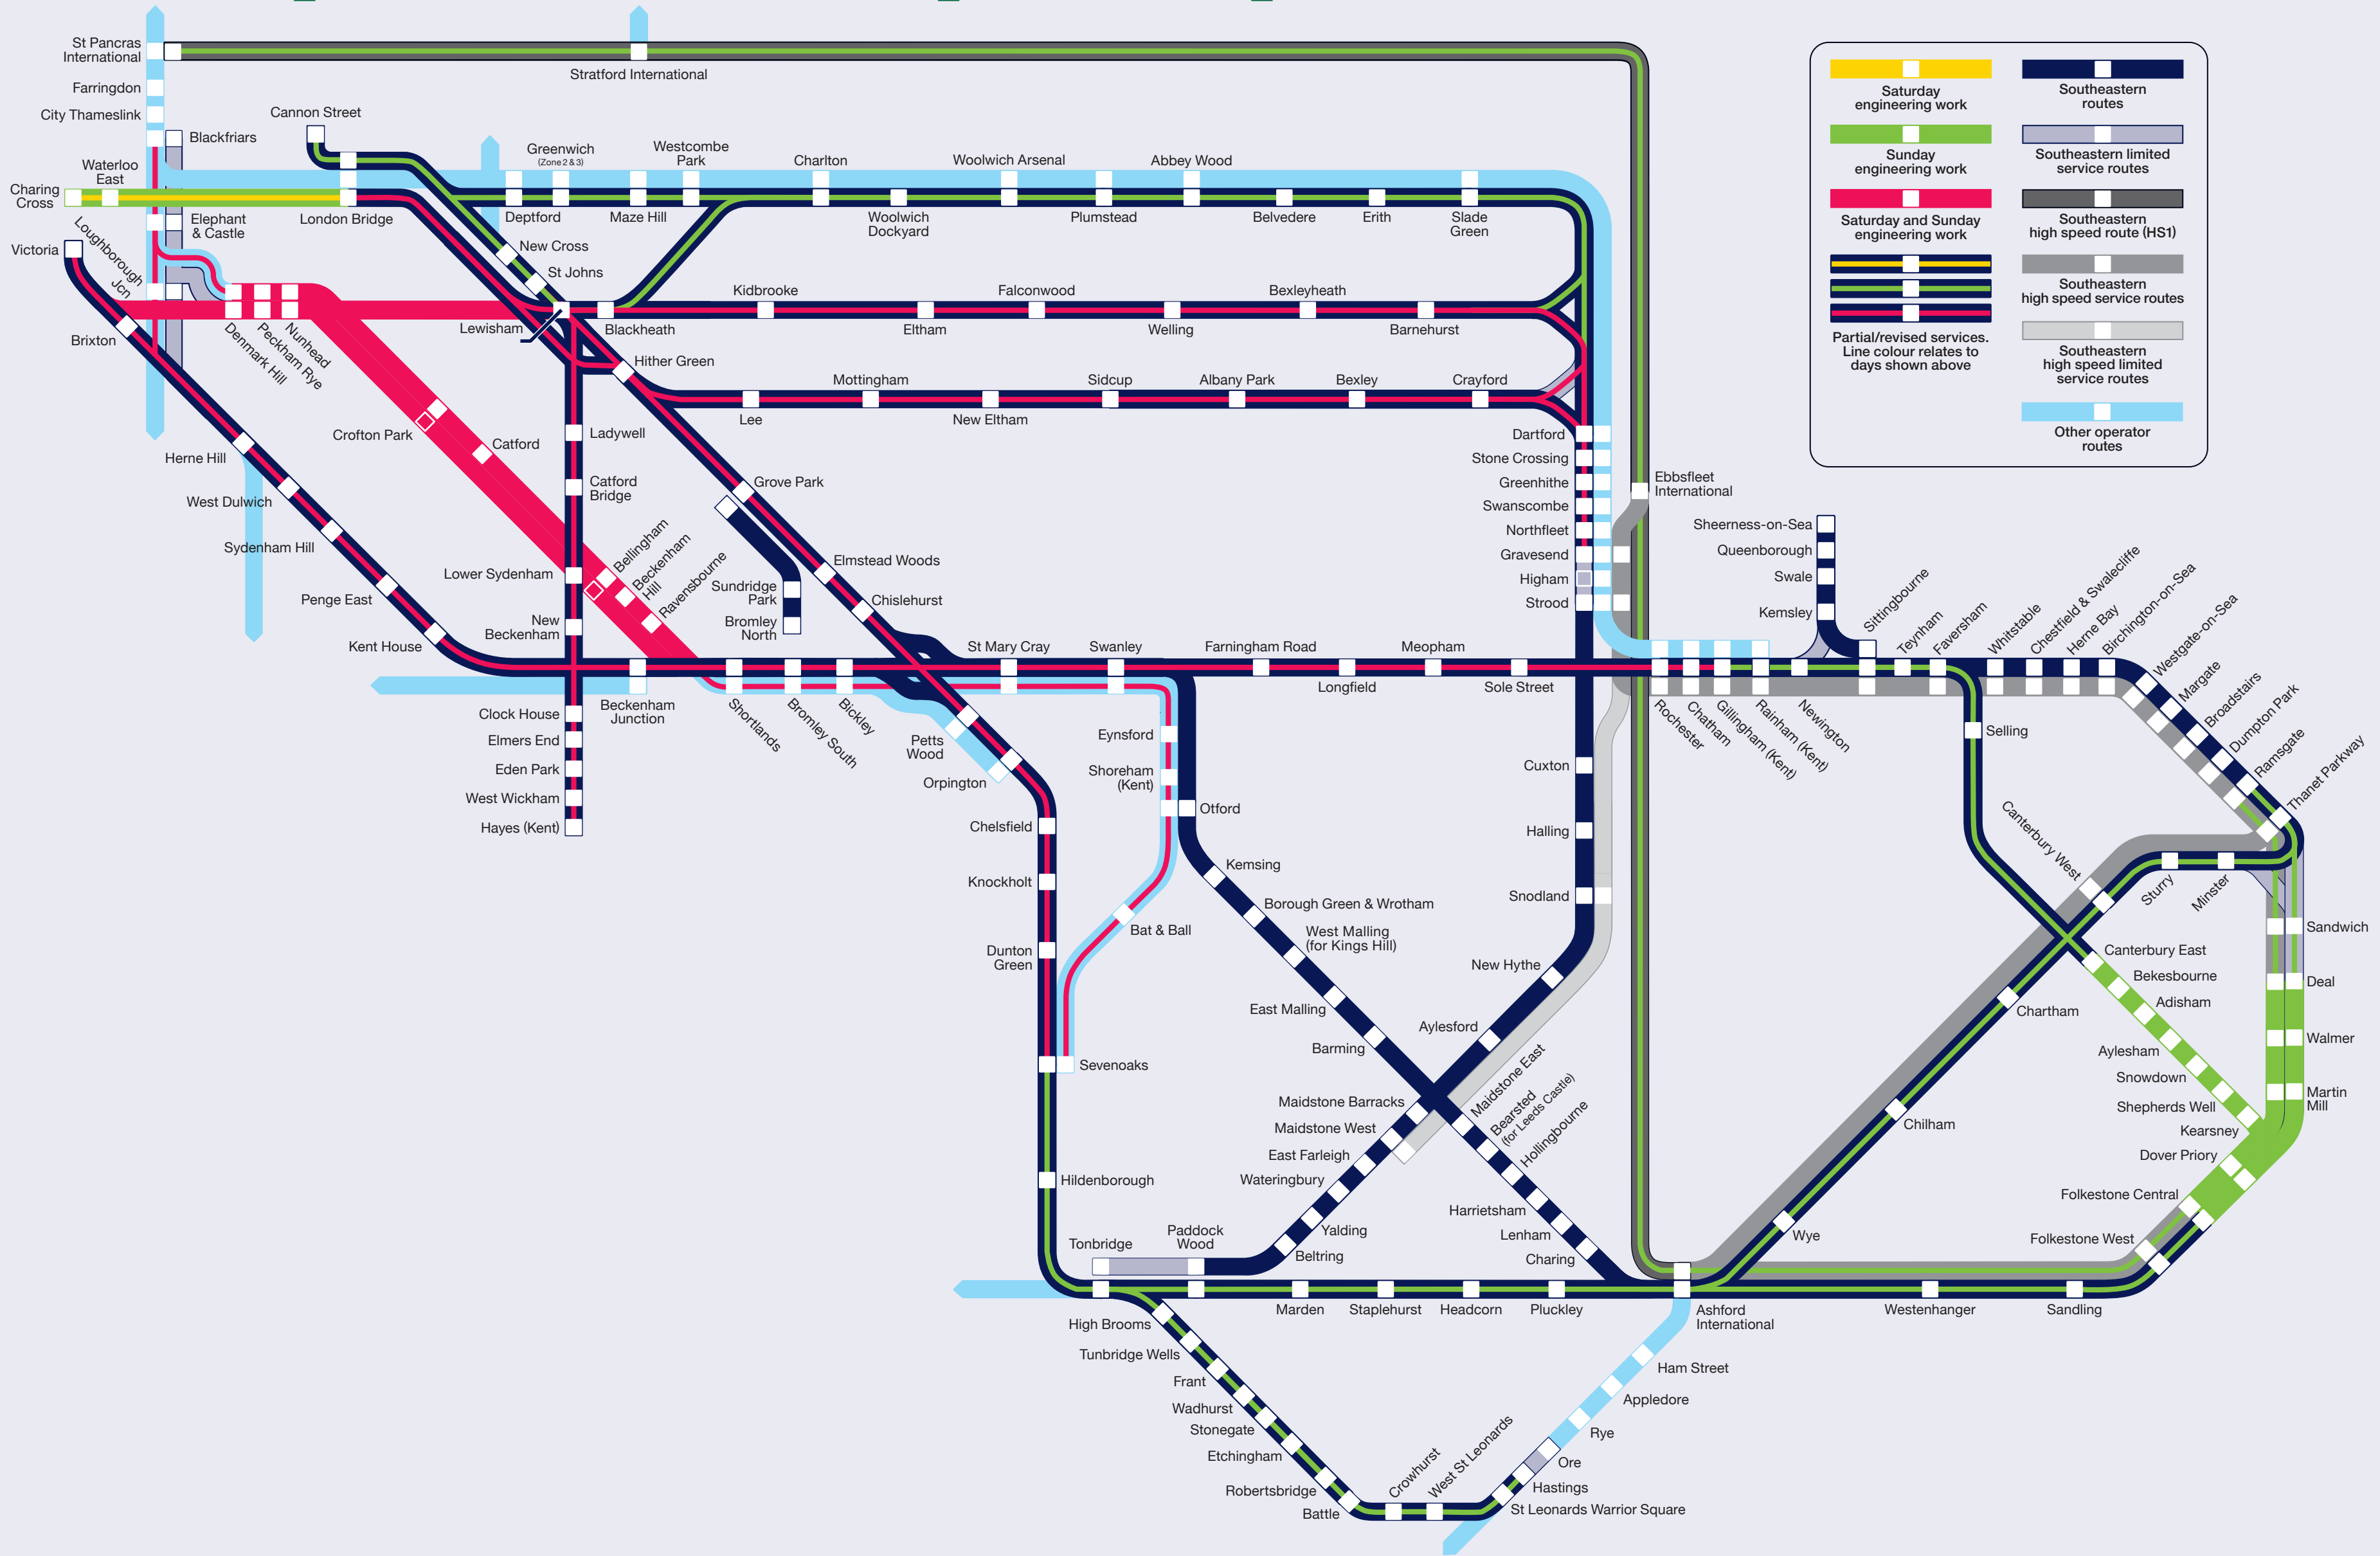 St Pancras
International
Farringdon
City Thameslink
Blackfriars
Waterloo
East
Charing
Cross
Elephant
& Castle
London Bridge
Cannon Street
Stratford International
Victoria
Loughborough
Jcn
Brixton
Denmark Hill
Peckham Rye
Nunhead
Crofton Park
Catford
Bellingham
Beckenham
Hill
Ravensbourne
Herne Hill
West Dulwich
Sydenham Hill
Penge East
Kent House
Greenwich
(Zone 2 & 3)
Westcombe
Park
Charlton
Woolwich Arsenal
Abbey Wood
Deptford
Maze Hill
Woolwich
Dockyard
Plumstead
Belvedere
Erith
Slade
Green
New Cross
St Johns
Lewisham
Blackheath
Kidbrooke
Eltham
Falconwood
Welling
Bexleyheath
Barnehurst
Hither Green
Lee
Mottingham
New Eltham
Sidcup
Albany Park
Bexley
Crayford
Ladywell
Catford
Bridge
Lower Sydenham
New
Beckenham
Clock House
Elmers End
Eden Park
West Wickham
Hayes (Kent)
Grove Park
Elmstead Woods
Chislehurst
Sundridge
Park
Bromley
North
Beckenham
Junction
Shortlands
Bromley South
Bickley
Petts
Wood
Orpington
St Mary Cray
Swanley
Farningham Road
Longfield
Meopham
Sole Street
Dartford
Stone Crossing
Greenhithe
Swanscombe
Northfleet
Gravesend
Higham
Strood
Ebbsfleet
International
Sheerness-on-Sea
Queenborough
Swale
Kemsley
Sittingbourne
Teynham
Faversham
Whitstable
Chestfield & Swalecliffe
Herne Bay
Birchington-on-Sea
Westgate-on-Sea
Margate
Broadstairs
Dumpton Park
Ramsgate
Thanet Parkway
Rochester
Chatham
Gillingham (Kent)
Rainham (Kent)
Newington
Selling
Canterbury West
Sturry
Minster
Sandwich
Deal
Walmer
Martin
Mill
Canterbury East
Bekesbourne
Adisham
Aylesham
Snowdown
Shepherds Well
Kearsney
Dover Priory
Folkestone Central
Folkestone West
Chartham
Chilham
Wye
Eynsford
Shoreham
(Kent)
Otford
Bat & Ball
Sevenoaks
Chelsfield
Knockholt
Dunton
Green
Hildenborough
Kemsing
Borough Green & Wrotham
West Malling
(for Kings Hill)
East Malling
Barming
Maidstone East
Bearsted
(for Leeds Castle)
Hollingbourne
Harrietsham
Lenham
Charing
Cuxton
Halling
Snodland
New Hythe
Aylesford
Maidstone Barracks
Maidstone West
East Farleigh
Wateringbury
Yalding
Beltring
Paddock
Wood
Tonbridge
Marden
Staplehurst
Headcorn
Pluckley
Ashford
International
Westenhanger
Sandling
High Brooms
Tunbridge Wells
Frant
Wadhurst
Stonegate
Etchingham
Robertsbridge
Battle
Crowhurst
West St Leonards
St Leonards Warrior Square
Hastings
Ore
Rye
Appledore
Ham Street
Saturday
engineering work
Sunday
engineering work
Saturday and Sunday
engineering work
Partial/revised services.
Line colour relates to
days shown above
Southeastern
routes
Southeastern limited
service routes
Southeastern
high speed route (HS1)
Southeastern
high speed service routes
Southeastern
high speed limited
service routes
Other operator
routes